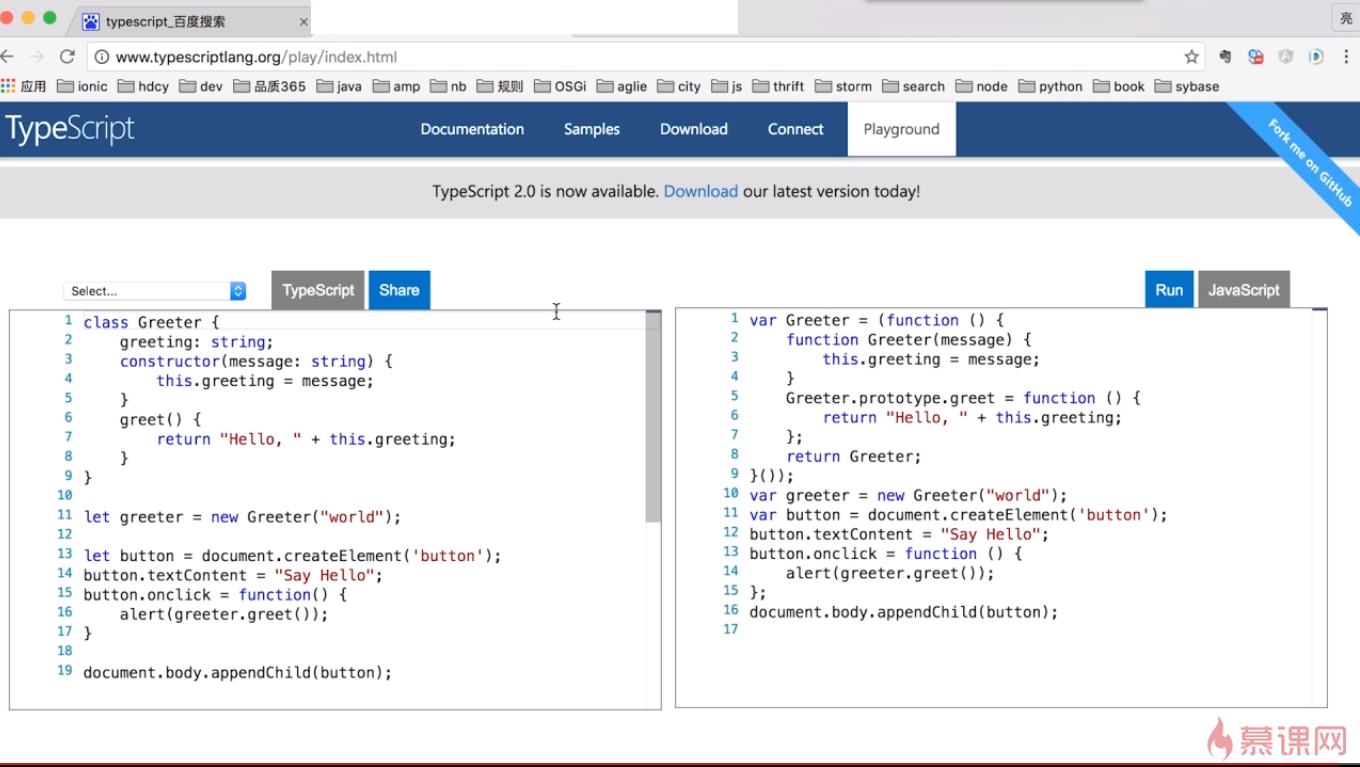 typescript_百度搜索
亮
www.typescriptlang.org/play/index.html
应用 ionic hdcy dev 品质365 java amp nb 规则 OSGi aglie city js thrift storm search node python book sybase
TypeScript Documentation Samples Download Connect Playground
Fork me on GitHub
TypeScript 2.0 is now available. Download our latest version today!
Select... TypeScript Share
Run JavaScript
1 class Greeter {
2 greeting: string;
3 constructor(message: string) {
4 this.greeting = message;
5 }
6 greet() {
7 return "Hello, " + this.greeting;
8 }
9 }
10
11 let greeter = new Greeter("world");
12
13 let button = document.createElement('button');
14 button.textContent = "Say Hello";
15 button.onclick = function() {
16 alert(greeter.greet());
17 }
18
19 document.body.appendChild(button);
1 var Greeter = (function () {
2 function Greeter(message) {
3 this.greeting = message;
4 }
5 Greeter.prototype.greet = function () {
6 return "Hello, " + this.greeting;
7 };
8 return Greeter;
9 }());
10 var greeter = new Greeter("world");
11 var button = document.createElement('button');
12 button.textContent = "Say Hello";
13 button.onclick = function () {
14 alert(greeter.greet());
15 };
16 document.body.appendChild(button);
17
慕课网